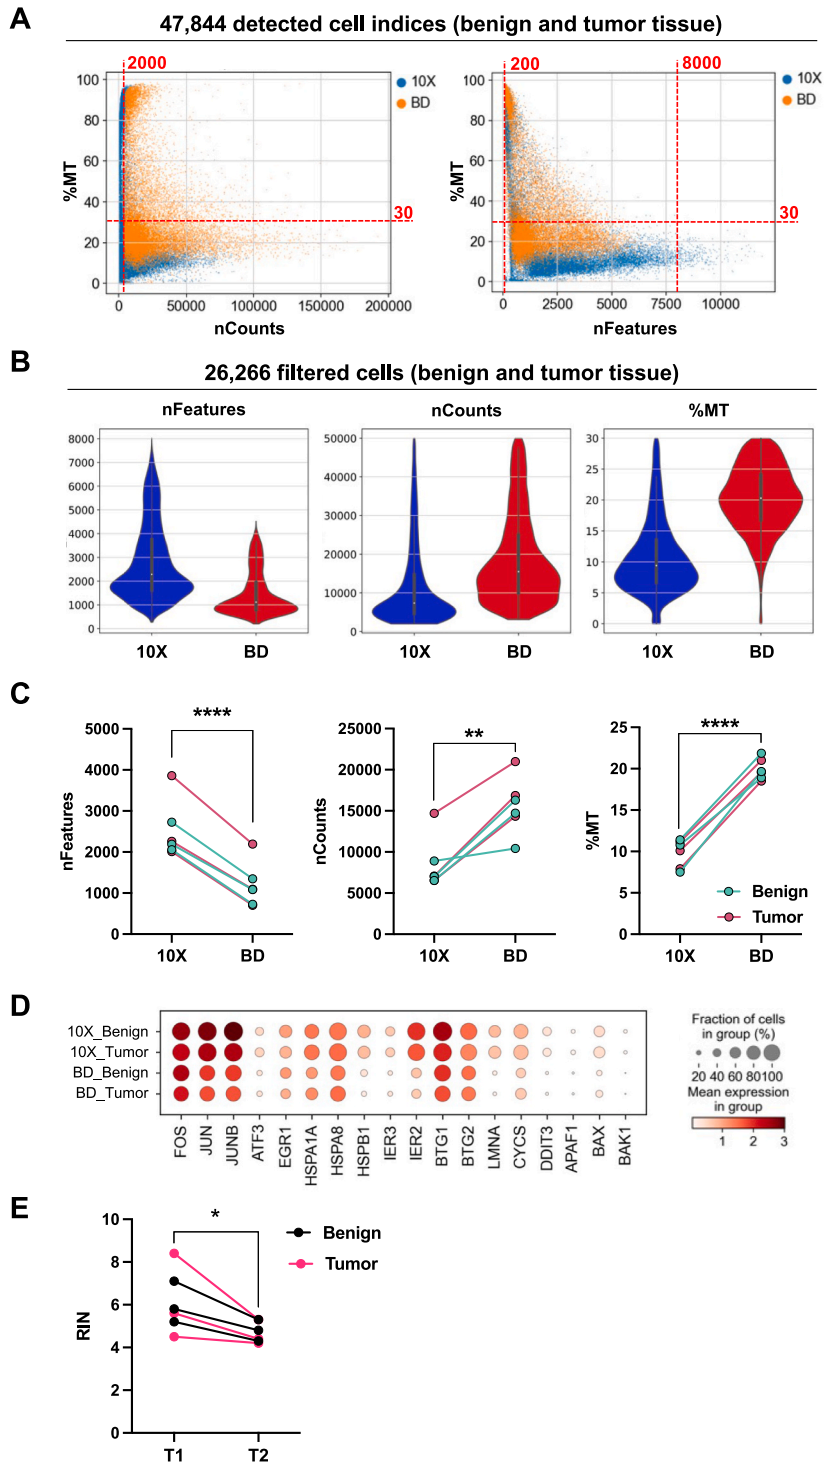 A
47,844 detected cell indices (benign and tumor tissue)
2000
100
80
60
40
20
0
%MT
30
10X
BD
0 50000 100000 150000 200000
nCounts
200
8000
100
80
60
40
20
0
%MT
30
10X
BD
0 2500 5000 7500 10000
nFeatures
B
26,266 filtered cells (benign and tumor tissue)
nFeatures
8000
7000
6000
5000
4000
3000
2000
1000
0
10X BD
nCounts
50000
40000
30000
20000
10000
0
10X BD
%MT
30
25
20
15
10
5
0
10X BD
C
nFeatures
5000
4000
3000
2000
1000
0
****
10X BD
nCounts
25000
20000
15000
10000
5000
0
**
10X BD
%MT
25
20
15
10
5
0
****
Benign
Tumor
10X BD
D
10X_Benign
10X_Tumor
BD_Benign
BD_Tumor
FOS
JUN
JUNB
ATF3
EGR1
HSPA1A
HSPA8
HSPB1
IER3
IER2
BTG1
BTG2
LMNA
CYCS
DDIT3
APAF1
BAX
BAK1
Fraction of cells
in group (%)
20 40 60 80 100
Mean expression
in group
1 2 3
E
RIN
10
8
6
4
2
0
*
Benign
Tumor
T1 T2